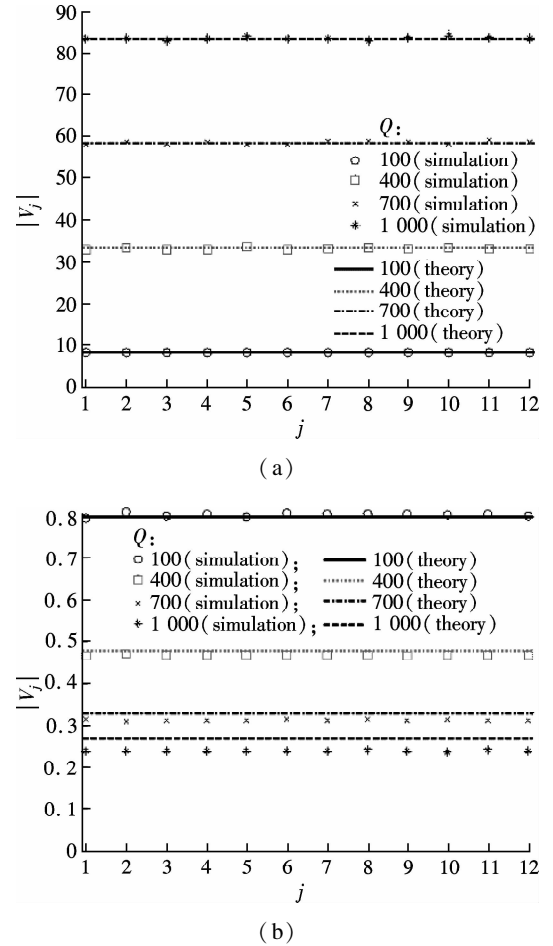 90
80
70
60
50
40
30
20
10
0
|V_j|
Q:
100(simulation)
400(simulation)
700(simulation)
1 000(simulation)
100(theory)
400(theory)
700(thcory)
1 000(theory)
1 2 3 4 5 6 7 8 9 10 11 12
j
(a)
0.8
0.7
0.6
0.5
0.4
0.3
0.2
0.1
0
|V_j|
Q:
100(simulation); 100(theory)
400(simulation); 400(theory)
700(simulation); 700(theory)
1 000(simulation); 1 000(theory)
1 2 3 4 5 6 7 8 9 10 11 12
j
(b)